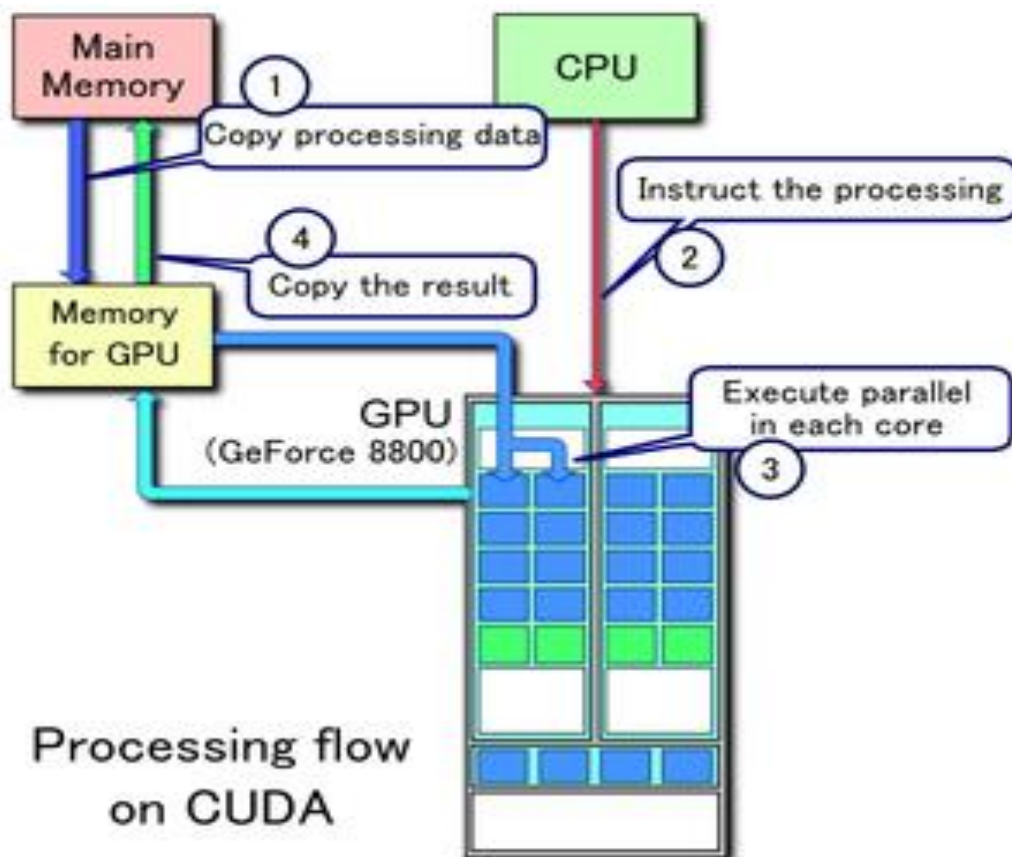 Main
Memory
CPU
1
Copy processing data
Instruct the processing
2
4
Copy the result
Memory
for GPU
GPU
(GeForce 8800)
Execute parallel
in each core
3
Processing flow
on CUDA